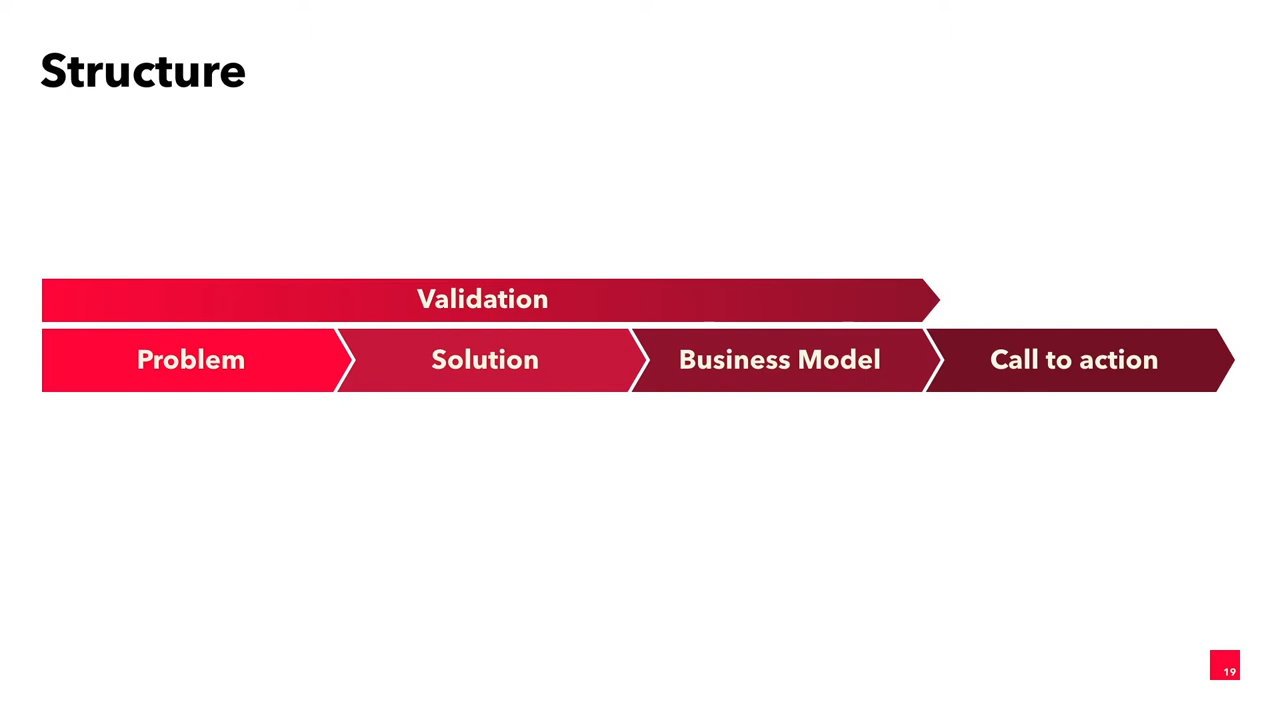 Structure
Validation
Problem
Solution
Business Model
Call to action
19